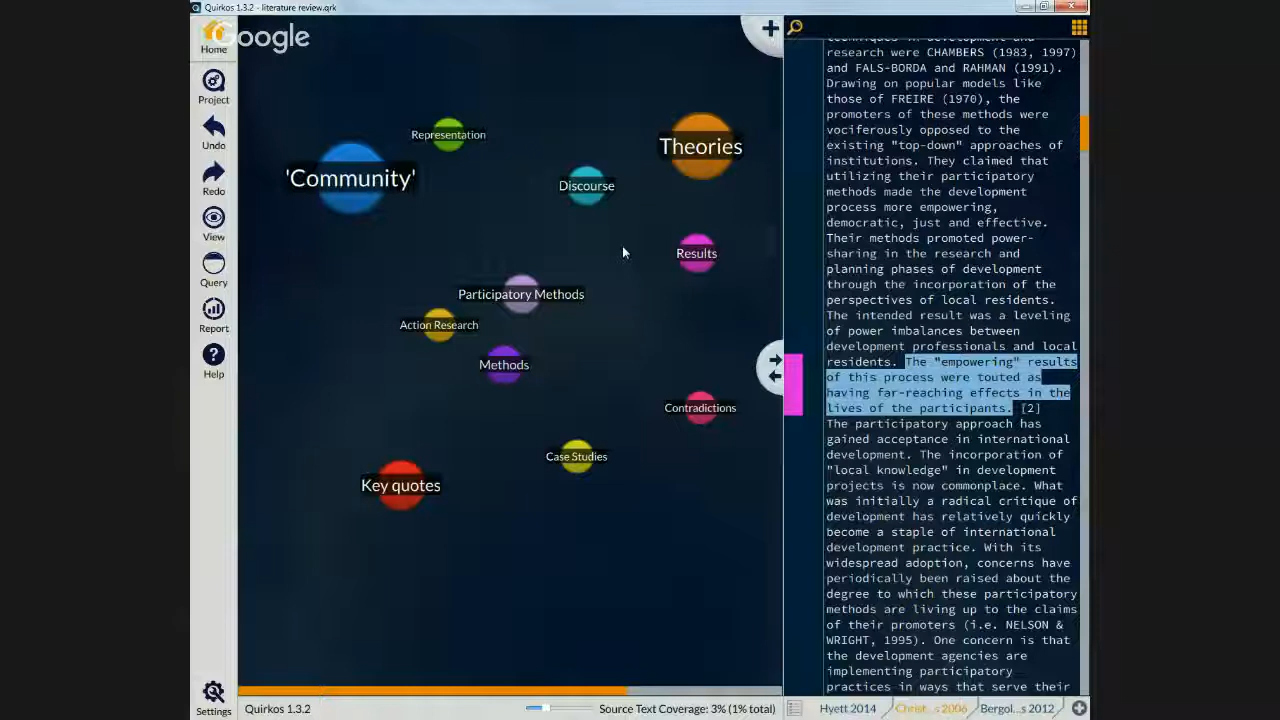 Quirkos 1.3.2 - literature review.qrk
Google
Home
Project
Undo
Redo
View
Query
Report
Help
Settings
Representation
'Community'
Theories
Discourse
Results
Participatory Methods
Action Research
Methods
Contradictions
Case Studies
Key quotes
Quirkos 1.3.2
Source Text Coverage: 3% (1% total)
research were CHAMBERS (1983, 1997)
and FALS-BORDA and RAHMAN (1991).
Drawing on popular models like
those of FREIRE (1970), the
promoters of these methods were
vociferously opposed to the
existing "top-down" approaches of
institutions. They claimed that
utilizing their participatory
methods made the development
process more empowering,
democratic, just and effective.
Their methods promoted power-
sharing in the research and
planning phases of development
through the incorporation of the
perspectives of local residents.
The intended result was a leveling
of power imbalances between
development professionals and local
residents. The "empowering" results
of this process were touted as
having far-reaching effects in the
lives of the participants. [2]
The participatory approach has
gained acceptance in international
development. The incorporation of
"local knowledge" in development
projects is now commonplace. What
was initially a radical critique of
development has relatively quickly
become a staple of international
development practice. With its
widespread adoption, concerns have
periodically been raised about the
degree to which these participatory
methods are living up to the claims
of their promoters (i.e. NELSON &
WRIGHT, 1995). One concern is that
the development agencies are
implementing participatory
practices in ways that serve their
Hyett 2014
Christ...s 2006
Bergol...s 2012